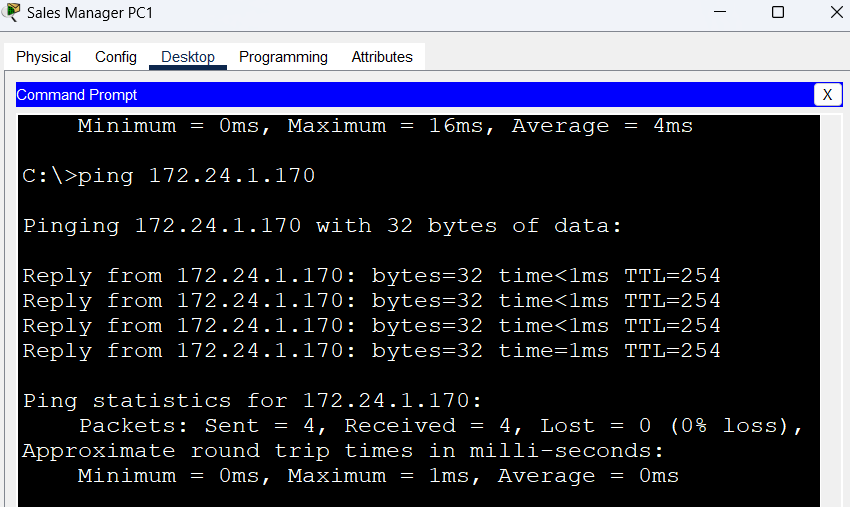 Sales Manager PC1
Physical Config Desktop Programming Attributes
Command Prompt X
Minimum = 0ms, Maximum = 16ms, Average = 4ms
C:\>ping 172.24.1.170
Pinging 172.24.1.170 with 32 bytes of data:
Reply from 172.24.1.170: bytes=32 time<1ms TTL=254
Reply from 172.24.1.170: bytes=32 time<1ms TTL=254
Reply from 172.24.1.170: bytes=32 time<1ms TTL=254
Reply from 172.24.1.170: bytes=32 time=1ms TTL=254
Ping statistics for 172.24.1.170:
Packets: Sent = 4, Received = 4, Lost = 0 (0% loss),
Approximate round trip times in milli-seconds:
Minimum = 0ms, Maximum = 1ms, Average = 0ms